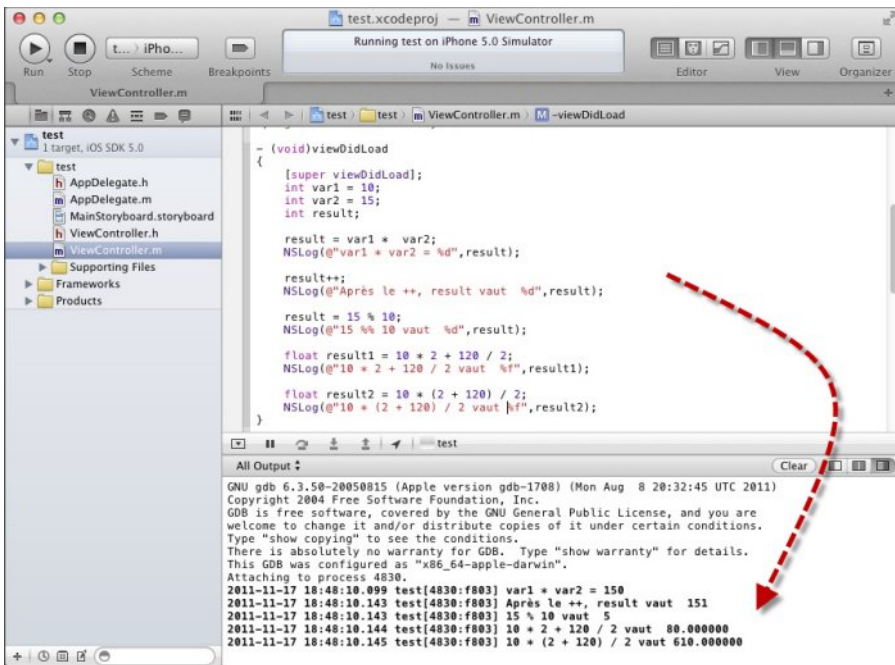 test.xcodeproj — ViewController.m
Run
Stop
t... iPho...
Scheme
Breakpoints
Running test on iPhone 5.0 Simulator
No Issues
Editor
View
Organizer
ViewController.m
test
1 target, iOS SDK 5.0
test
AppDelegate.h
AppDelegate.m
MainStoryboard.storyboard
ViewController.h
ViewController.m
Supporting Files
Frameworks
Products
test test ViewController.m M -viewDidLoad
- (void)viewDidLoad
{
[super viewDidLoad];
int var1 = 10;
int var2 = 15;
int result;
result = var1 *  var2;
NSLog(@"var1 * var2 = %d",result);
result++;
NSLog(@"Après le ++, result vaut  %d",result);
result = 15 % 10;
NSLog(@"15 %% 10 vaut  %d",result);
float result1 = 10 * 2 + 120 / 2;
NSLog(@"10 * 2 + 120 / 2 vaut  %f",result1);
float result2 = 10 * (2 + 120) / 2;
NSLog(@"10 * (2 + 120) / 2 vaut %f",result2);
}
test
All Output
Clear
GNU gdb 6.3.50-20050815 (Apple version gdb-1708) (Mon Aug  8 20:32:45 UTC 2011)
Copyright 2004 Free Software Foundation, Inc.
GDB is free software, covered by the GNU General Public License, and you are
welcome to change it and/or distribute copies of it under certain conditions.
Type "show copying" to see the conditions.
There is absolutely no warranty for GDB.  Type "show warranty" for details.
This GDB was configured as "x86_64-apple-darwin".
Attaching to process 4830.
2011-11-17 18:48:10.099 test[4830:f803] var1 * var2 = 150
2011-11-17 18:48:10.143 test[4830:f803] Après le ++, result vaut  151
2011-11-17 18:48:10.143 test[4830:f803] 15 % 10 vaut  5
2011-11-17 18:48:10.144 test[4830:f803] 10 * 2 + 120 / 2 vaut  80.000000
2011-11-17 18:48:10.145 test[4830:f803] 10 * (2 + 120) / 2 vaut 610.000000